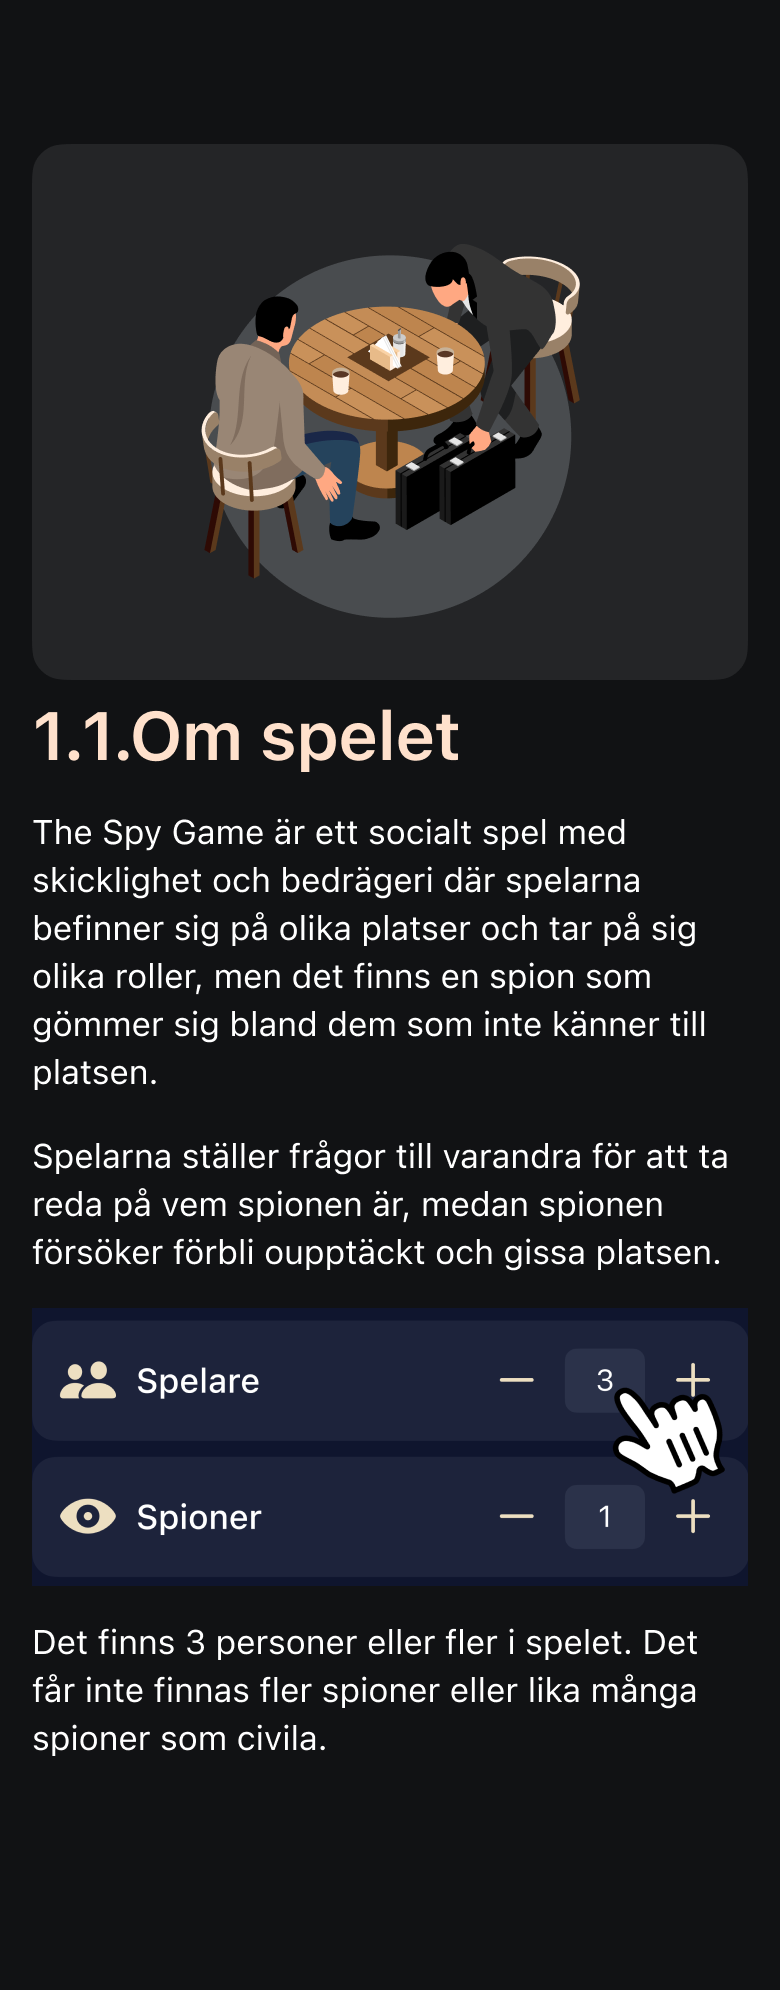 1.1.Om spelet
The Spy Game är ett socialt spel med
skicklighet och bedrägeri där spelarna
befinner sig på olika platser och tar på sig
olika roller, men det finns en spion som
gömmer sig bland dem som inte känner till
platsen.
Spelarna ställer frågor till varandra för att ta
reda på vem spionen är, medan spionen
försöker förbli oupptäckt och gissa platsen.
Spelare — 3 +
Spioner — 1 +
Det finns 3 personer eller fler i spelet. Det
får inte finnas fler spioner eller lika många
spioner som civila.